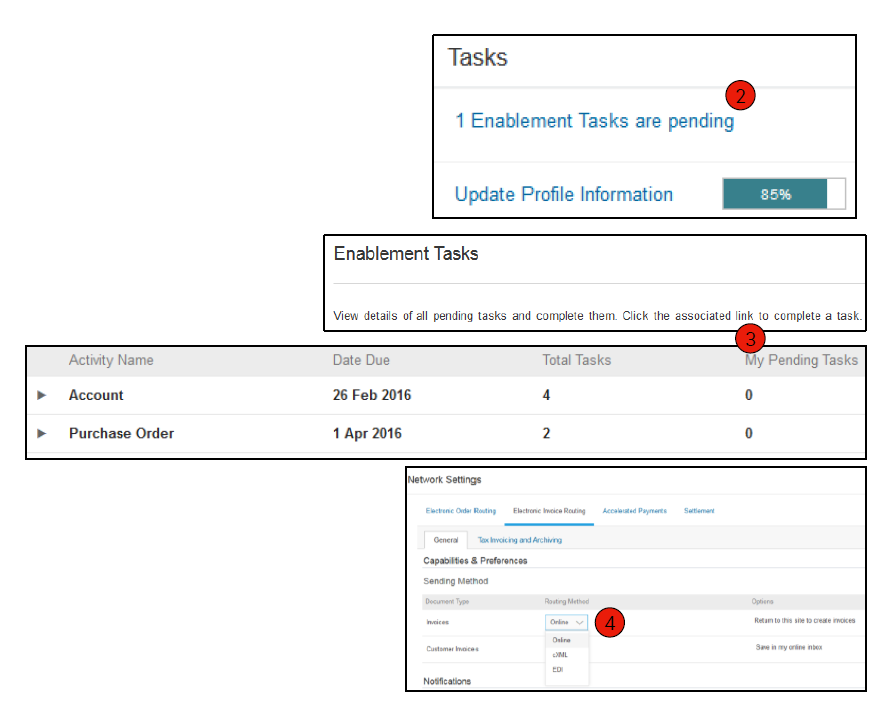 Tasks
2
1 Enablement Tasks are pending
Update Profile Information 85%
Enablement Tasks
View details of all pending tasks and complete them. Click the associated link to complete a task.
3
Activity Name Date Due Total Tasks My Pending Tasks
Account 26 Feb 2016 4 0
Purchase Order 1 Apr 2016 2 0
Network Settings
Electronic Order Routing Electronic Invoice Routing Accelerated Payments Settlement
General Tax Invoicing and Archiving
Capabilities & Preferences
Sending Method
Document Type Routing Method Options
Invoices Online 4 Return to this site to create invoices
Online
Customer Invoices Save in my online inbox
cXML
EDI
Notifications